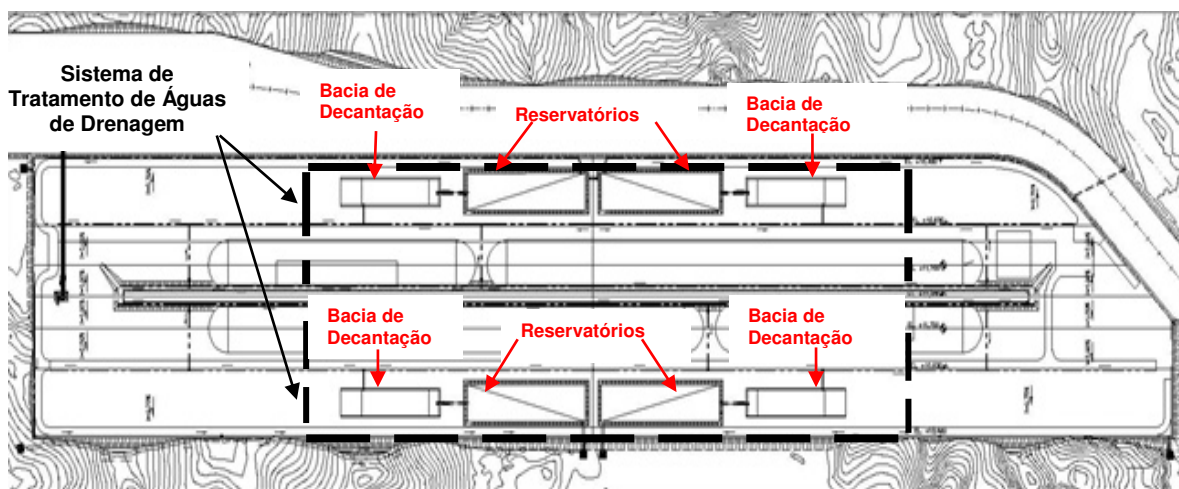 Sistema de
Tratamento de Águas
de Drenagem
Bacia de
Decantação
Reservatórios
Bacia de
Decantação
Bacia de
Decantação
Reservatórios
Bacia de
Decantação